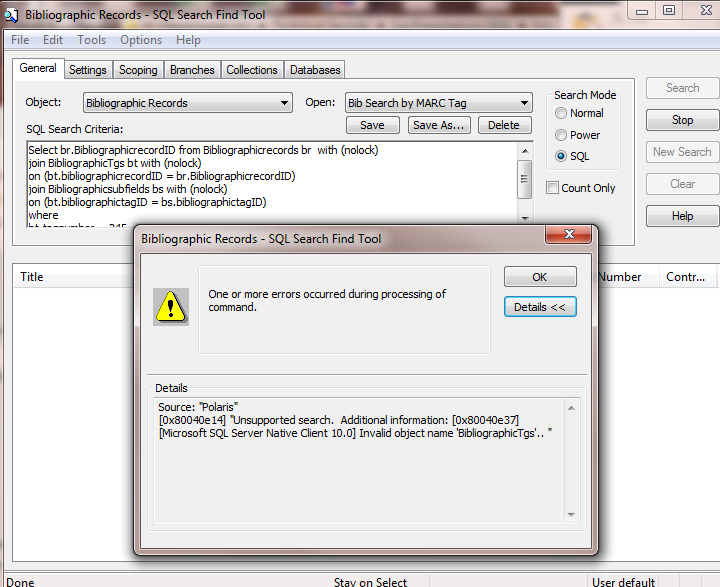 Bibliographic Records - SQL Search Find Tool
File Edit Tools Options Help
General Settings Scoping Branches Collections Databases
Object: Bibliographic Records Open: Bib Search by MARC Tag
Search Mode
Search
SQL Search Criteria: Save Save As... Delete
Normal
Stop
Select br.BibliographicrecordID from Bibliographicrecords br with (nolock)
join BibliographicTgs bt with (nolock)
on (bt.bibliographicrecordID = br.BibliographicrecordID)
join Bibliographicsubfields bs with (nolock)
on (bt.bibliographictagID = bs.bibliographictagID)
where
Power
SQL
Count Only
New Search
Clear
Help
Title Number Contr...
Bibliographic Records - SQL Search Find Tool
One or more errors occurred during processing of
command.
OK
Details <<
Details
Source: "Polaris"
[0x80040e14] "Unsupported search. Additional information: [0x80040e37]
[Microsoft SQL Server Native Client 10.0] Invalid object name 'BibliographicTgs'.. "
Done Stay on Select User default